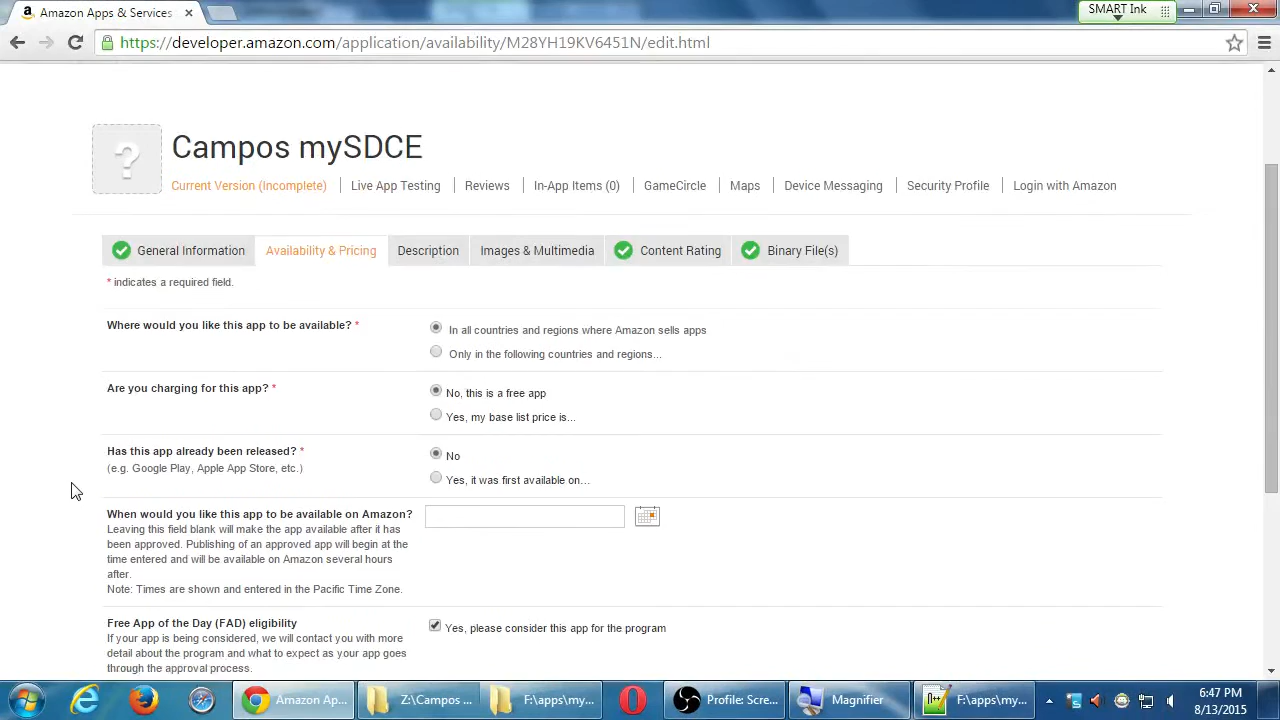 Amazon Apps & Services
SMART Ink
https://developer.amazon.com/application/availability/M28YH19KV6451N/edit.html
?
Campos mySDCE
Current Version (Incomplete)
Live App Testing
Reviews
In-App Items (0)
GameCircle
Maps
Device Messaging
Security Profile
Login with Amazon
General Information
Availability & Pricing
Description
Images & Multimedia
Content Rating
Binary File(s)
* indicates a required field.
Where would you like this app to be available? *
In all countries and regions where Amazon sells apps
Only in the following countries and regions...
Are you charging for this app? *
No, this is a free app
Yes, my base list price is...
Has this app already been released? *
(e.g. Google Play, Apple App Store, etc.)
No
Yes, it was first available on...
When would you like this app to be available on Amazon?
Leaving this field blank will make the app available after it has
been approved. Publishing of an approved app will begin at the
time entered and will be available on Amazon several hours
after.
Note: Times are shown and entered in the Pacific Time Zone.
Free App of the Day (FAD) eligibility
If your app is being considered, we will contact you with more
detail about the program and what to expect as your app goes
through the approval process.
Yes, please consider this app for the program
Amazon Ap...
Z:\Campos ...
F:\apps\my...
Profile: Scre...
Magnifier
F:\apps\my...
6:47 PM
8/13/2015